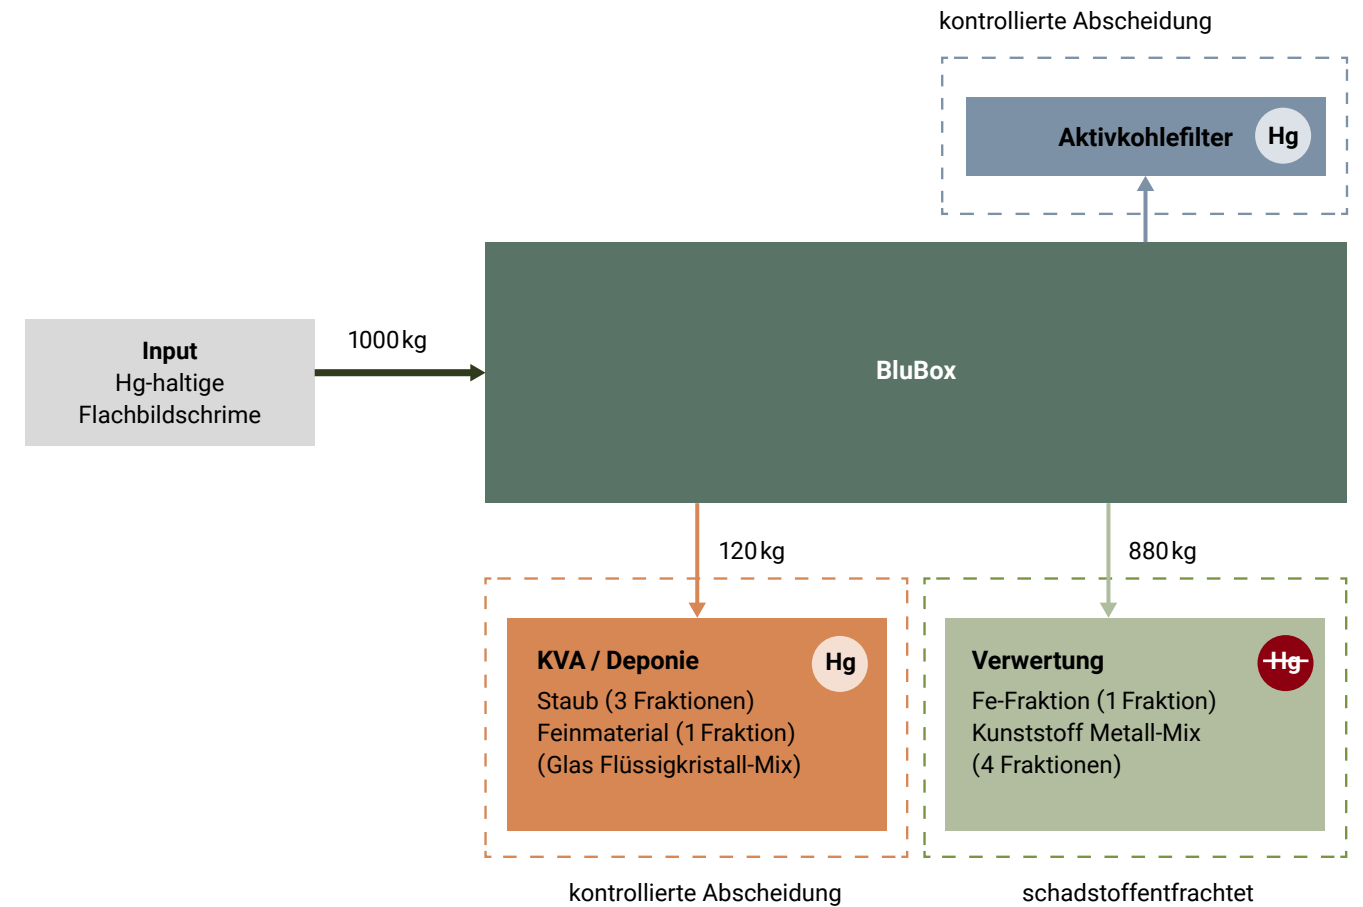 kontrollierte Abscheidung
Aktivkohlefilter
Hg
1000 kg
Input
Hg-haltige
Flachbildschrime
BluBox
120 kg
880 kg
KVA / Deponie
Hg
Staub (3 Fraktionen)
Feinmaterial (1 Fraktion)
(Glas Flüssigkristall-Mix)
Verwertung
Hg
Fe-Fraktion (1 Fraktion)
Kunststoff Metall-Mix
(4 Fraktionen)
kontrollierte Abscheidung
schadstoffentfrachtet